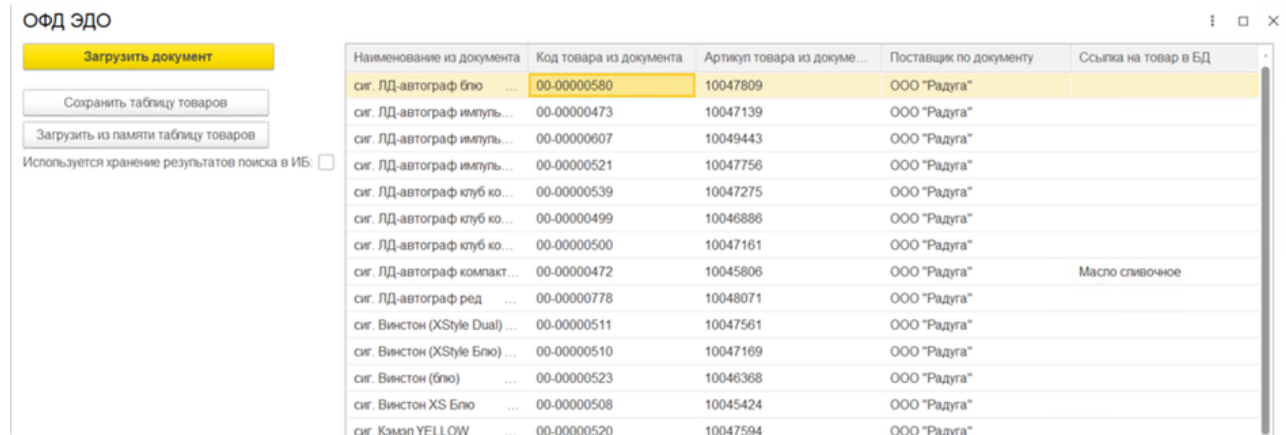 ОФД ЭДО
Загрузить документ
Сохранить таблицу товаров
Загрузить из памяти таблицу товаров
Используется хранение результатов поиска в ИБ:
Наименование из документа Код товара из документа Артикул товара из докуме... Поставщик по документу Ссылка на товар в БД
сиг. ЛД-автограф блю ... 00-00000580 10047809 ООО "Радуга"
сиг. ЛД-автограф импуль... 00-00000473 10047139 ООО "Радуга"
сиг. ЛД-автограф импуль... 00-00000607 10049443 ООО "Радуга"
сиг. ЛД-автограф импуль... 00-00000521 10047756 ООО "Радуга"
сиг. ЛД-автограф клуб ко... 00-00000539 10047275 ООО "Радуга"
сиг. ЛД-автограф клуб ко... 00-00000499 10046886 ООО "Радуга"
сиг. ЛД-автограф клуб ко... 00-00000500 10047161 ООО "Радуга"
сиг. ЛД-автограф компакт... 00-00000472 10045806 ООО "Радуга" Масло сливочное
сиг. ЛД-автограф ред ... 00-00000778 10048071 ООО "Радуга"
сиг. Винстон (XStyle Dual) ... 00-00000511 10047561 ООО "Радуга"
сиг. Винстон (XStyle Блю) ... 00-00000510 10047169 ООО "Радуга"
сиг. Винстон (блю) ... 00-00000523 10046368 ООО "Радуга"
сиг. Винстон XS Блю ... 00-00000508 10045424 ООО "Радуга"
сиг. Кэмэл YELLOW ... 00-00000520 10047594 ООО "Радуга"